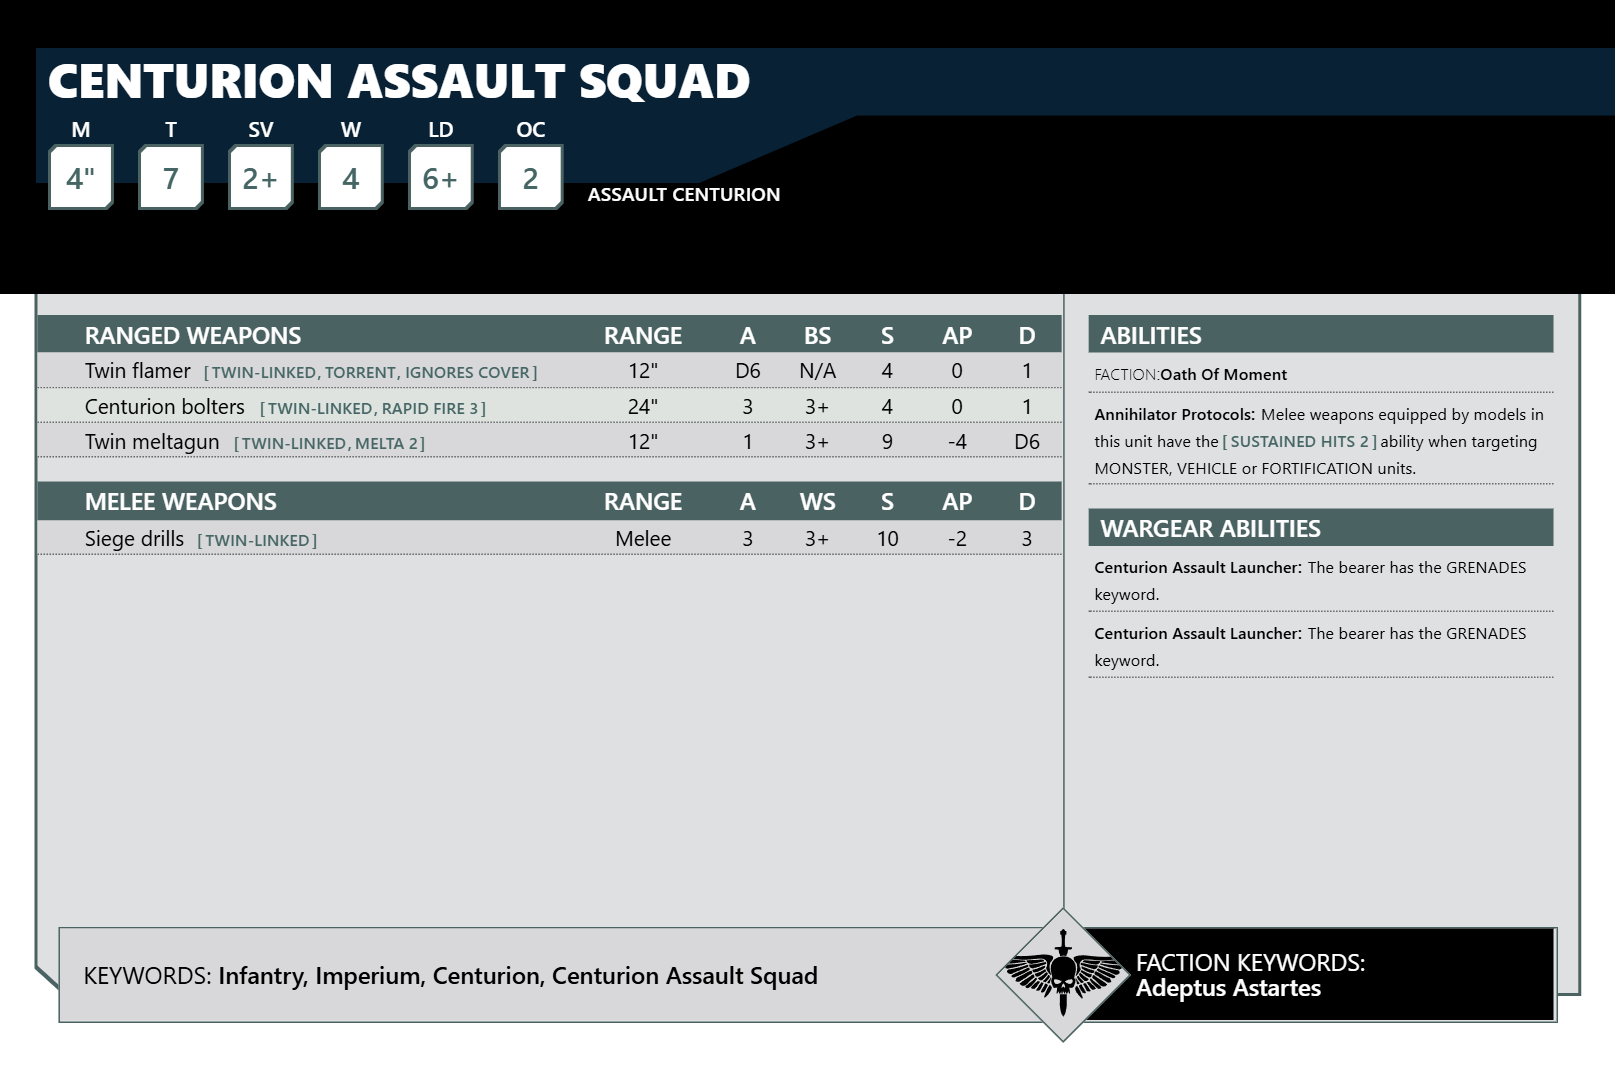 CENTURION ASSAULT SQUAD
M T SV W LD OC
4" 7 2+ 4 6+ 2 ASSAULT CENTURION
RANGED WEAPONS RANGE A BS S AP D
Twin flamer [TWIN-LINKED, TORRENT, IGNORES COVER] 12" D6 N/A 4 0 1
Centurion bolters [TWIN-LINKED, RAPID FIRE 3] 24" 3 3+ 4 0 1
Twin meltagun [TWIN-LINKED, MELTA 2] 12" 1 3+ 9 -4 D6
MELEE WEAPONS RANGE A WS S AP D
Siege drills [TWIN-LINKED] Melee 3 3+ 10 -2 3
ABILITIES
FACTION:Oath Of Moment
Annihilator Protocols: Melee weapons equipped by models in
this unit have the [SUSTAINED HITS 2] ability when targeting
MONSTER, VEHICLE or FORTIFICATION units.
WARGEAR ABILITIES
Centurion Assault Launcher: The bearer has the GRENADES
keyword.
Centurion Assault Launcher: The bearer has the GRENADES
keyword.
KEYWORDS: Infantry, Imperium, Centurion, Centurion Assault Squad
FACTION KEYWORDS:
Adeptus Astartes